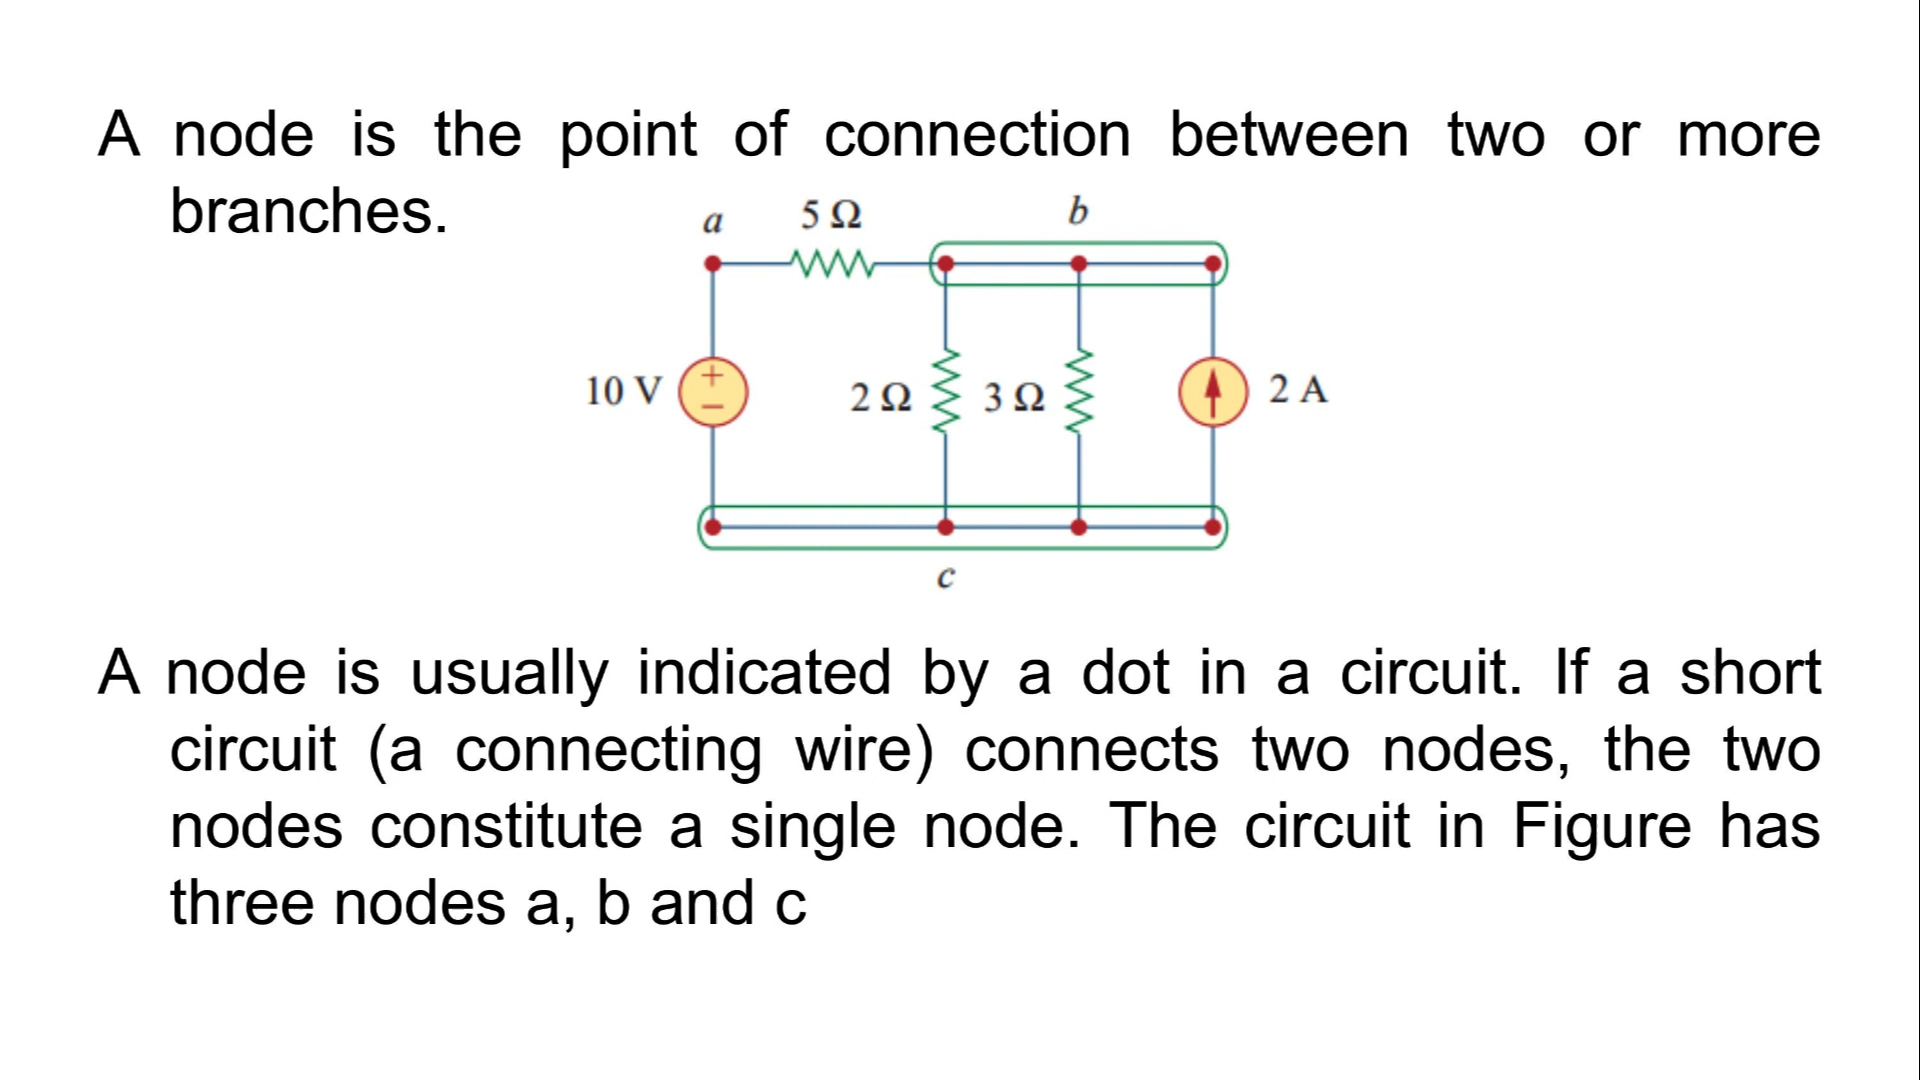 A node is the point of connection between two or more
branches.
a 5 Ω b
10 V + − 2 Ω 3 Ω 2 A
c
A node is usually indicated by a dot in a circuit. If a short
circuit (a connecting wire) connects two nodes, the two
nodes constitute a single node. The circuit in Figure has
three nodes a, b and c